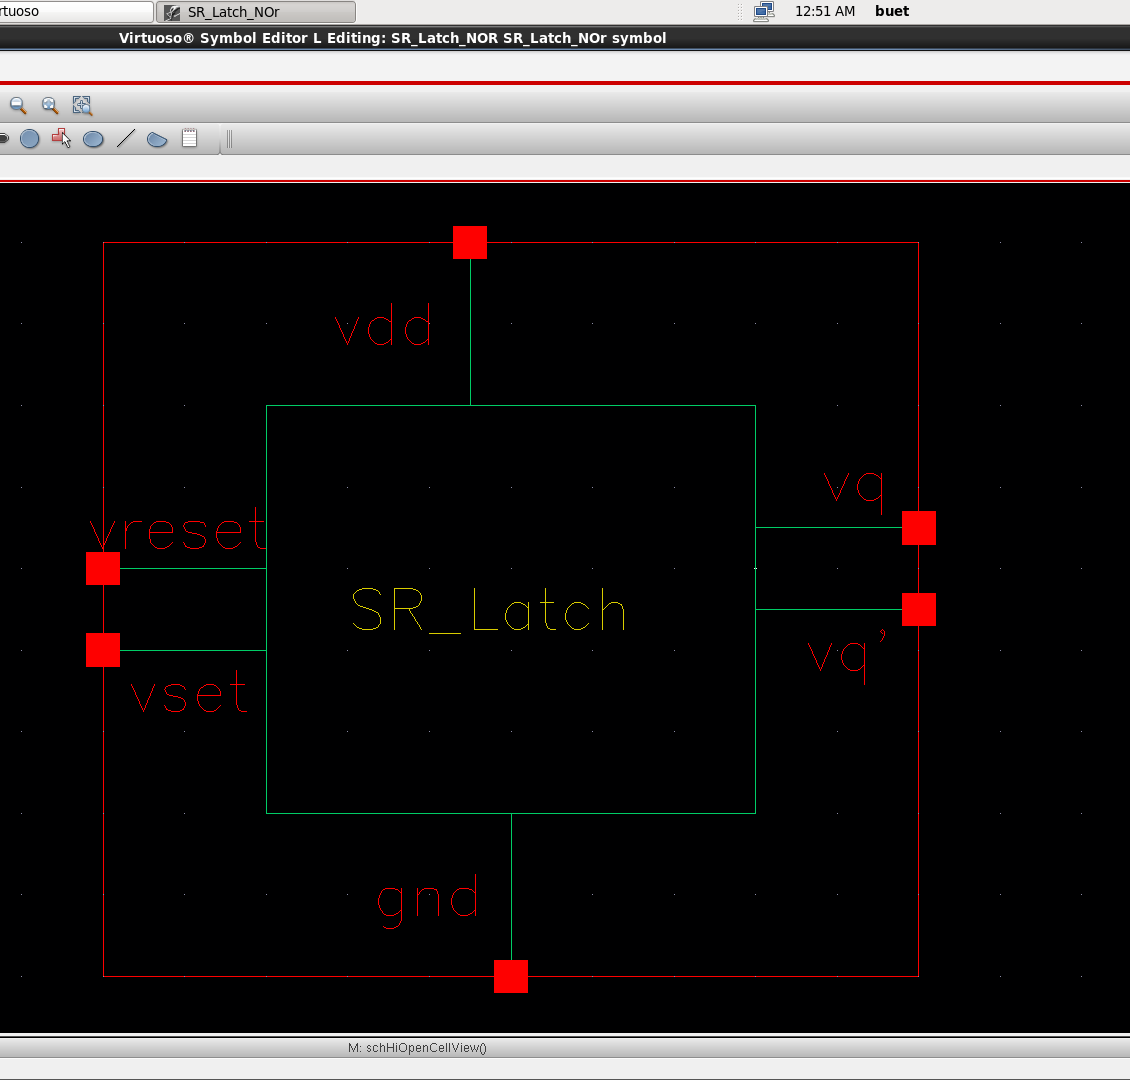 rtuoso SR_Latch_NOr 12:51 AM buet
Virtuoso® Symbol Editor L Editing: SR_Latch_NOR SR_Latch_NOr symbol
vdd
vq
vreset
SR_Latch
vq'
vset
gnd
M: schHiOpenCellView()